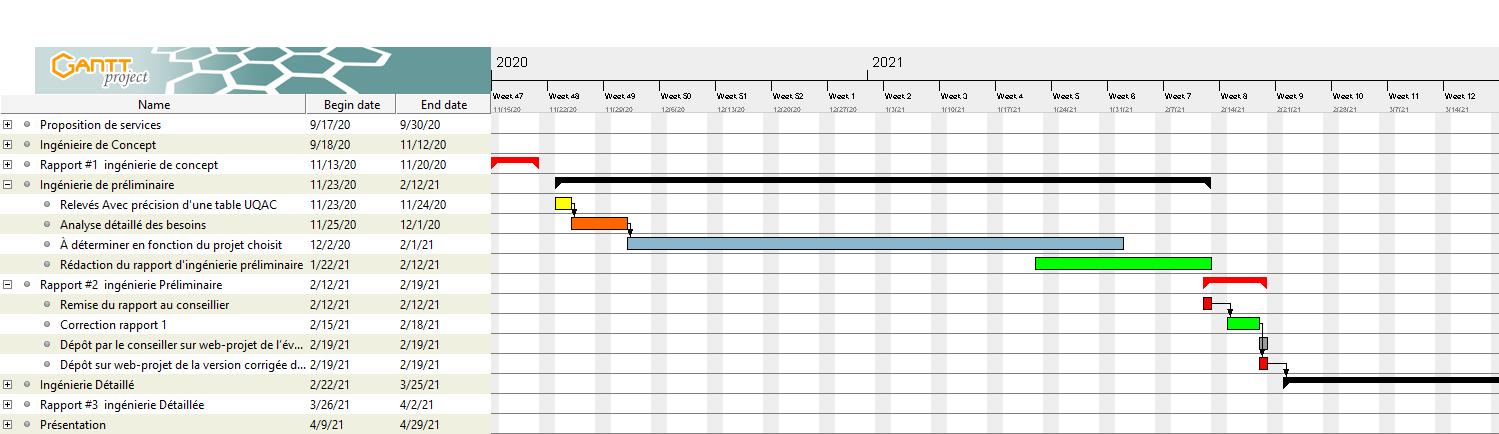 GANTT
project
2020
2021
Name Begin date End date
Week 47 Week 48 Week 49 Week 50 Week 51 Week 52 Week 1 Week 2 Week 3 Week 4 Week 5 Week 6 Week 7 Week 8 Week 9 Week 10 Week 11 Week 12
11/15/20 11/22/20 11/29/20 12/6/20 12/13/20 12/20/20 12/27/20 1/3/21 1/10/21 1/17/21 1/24/21 1/31/21 2/7/21 2/14/21 2/21/21 2/28/21 3/7/21 3/14/21
Proposition de services 9/17/20 9/30/20
Ingénieire de Concept 9/18/20 11/12/20
Rapport #1 ingénierie de concept 11/13/20 11/20/20
Ingénierie de préliminaire 11/23/20 2/12/21
Relevés Avec précision d'une table UQAC 11/23/20 11/24/20
Analyse détaillé des besoins 11/25/20 12/1/20
À déterminer en fonction du projet choisit 12/2/20 2/1/21
Rédaction du rapport d'ingénierie préliminaire 1/22/21 2/12/21
Rapport #2 ingénierie Préliminaire 2/12/21 2/19/21
Remise du rapport au conseillier 2/12/21 2/12/21
Correction rapport 1 2/15/21 2/18/21
Dépôt par le conseiller sur web-projet de l'év... 2/19/21 2/19/21
Dépôt sur web-projet de la version corrigée d... 2/19/21 2/19/21
Ingénierie Détaillé 2/22/21 3/25/21
Rapport #3 ingénierie Détaillée 3/26/21 4/2/21
Présentation 4/9/21 4/29/21